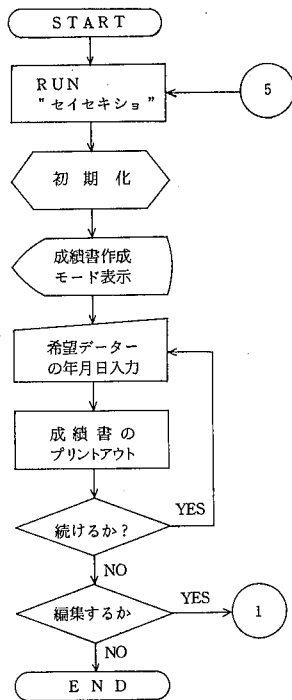 START
RUN
"セイセキショ"
5
初期化
成績書作成
モード表示
希望データー
の年月日入力
成績書の
プリントアウト
続けるか？
YES
NO
編集するか
YES
1
NO
END